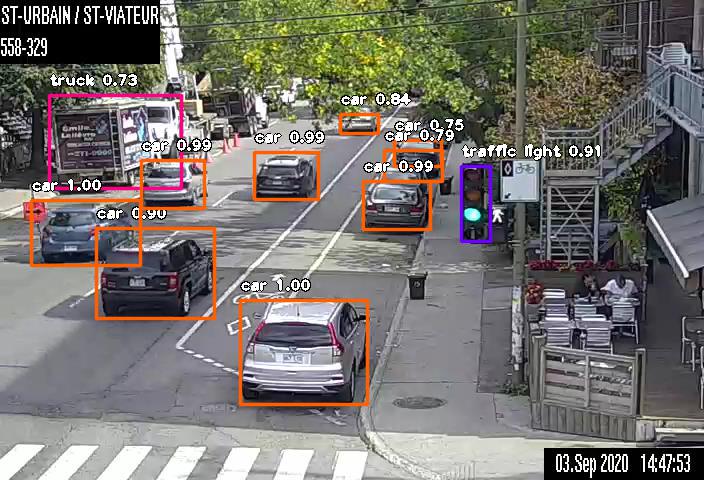 ST-URBAIN / ST-VIATEUR
558-329
truck 0.73
car 0.84
car 0.75
car 0.79
car 0.99
car 0.99
car 0.99
traffic light 0.91
car 1.00
car 0.90
car 1.00
03.Sep 2020 14:47:53